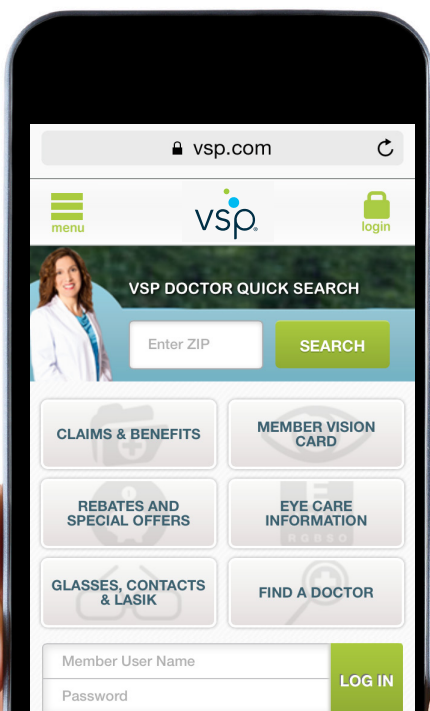 vsp.com
menu
vsp
login
VSP DOCTOR QUICK SEARCH
Enter ZIP
SEARCH
CLAIMS & BENEFITS
MEMBER VISION
CARD
REBATES AND
SPECIAL OFFERS
EYE CARE
INFORMATION
E
RGBSO
GLASSES, CONTACTS
& LASIK
FIND A DOCTOR
Member User Name
LOG IN
Password